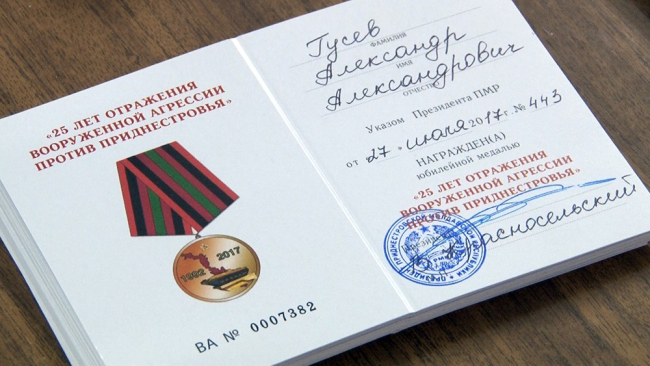 «25 ЛЕТ ОТРАЖЕНИЯ
ВООРУЖЕННОЙ АГРЕССИИ
ПРОТИВ ПРИДНЕСТРОВЬЯ»
1992 2017
ВА № 0007382
Гусев
ФАМИЛИЯ
Александр
ИМЯ
Александрович
ОТЧЕСТВО
Указом Президента ПМР
от 27 " июля 2017 г. № 443
НАГРАЖДЕН(А)
юбилейной медалью
«25 ЛЕТ ОТРАЖЕНИЯ
ВООРУЖЕННОЙ АГРЕССИИ
ПРОТИВ ПРИДНЕСТРОВЬЯ»
Красносельский